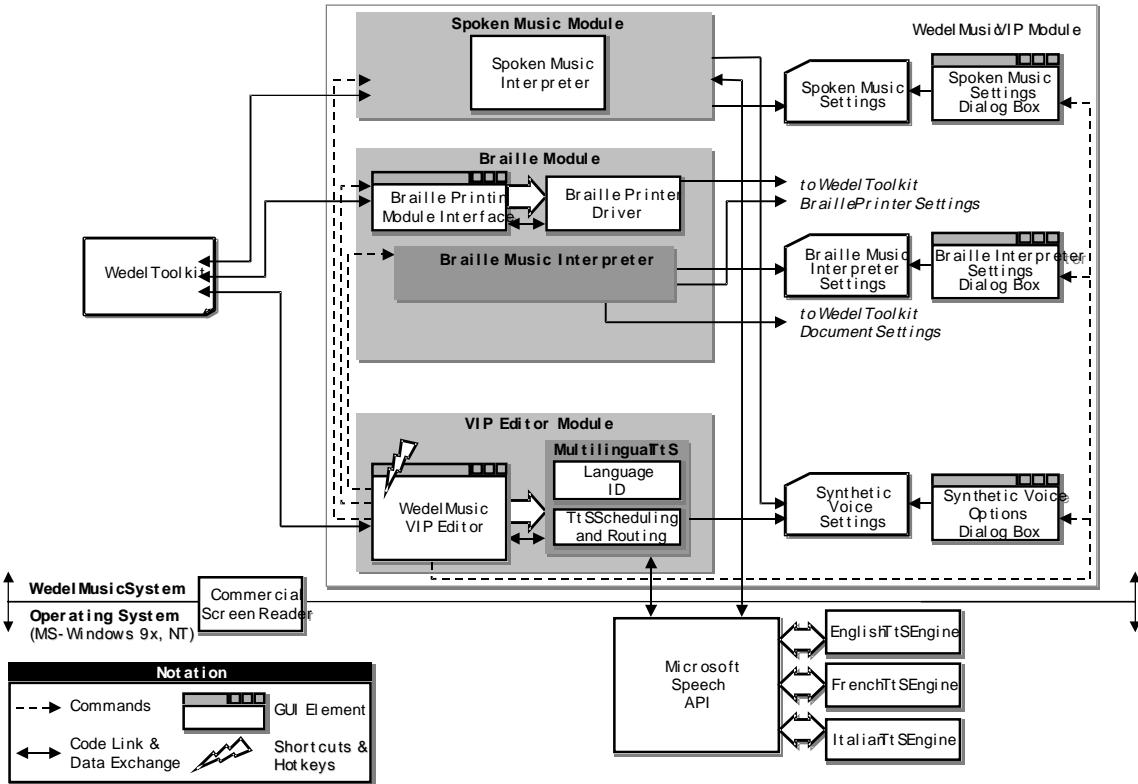 Spoken Music Module
WedelMusicVIP Module
Spoken Music
Interpreter
Spoken Music
Settings
Spoken Music
Settings
Dialog Box
Braille Module
Braille Printin
Module Interface
Braille Printer
Driver
to Wedel Toolkit
BraillePrinter Settings
Wedel Toolkit
Braille Music Interpreter
Braille Music
Interpreter
Settings
Braille Interpreter
Settings
Dialog Box
to Wedel Toolkit
Document Settings
VIP Editor Module
MultilingualTtS
Language
ID
WedelMusic
VIP Editor
TtSScheduling
and Routing
Synthetic
Voice
Settings
Synthetic Voice
Options
Dialog Box
WedelMusicSystem
Commercial
Screen Reader
Operating System
(MS-Windows 9x, NT)
Microsoft
Speech
API
EnglishTtSEngine
FrenchTtSEngine
ItalianTtSEngine
Notation
Commands
GUI Element
Code Link &
Data Exchange
Shortcuts &
Hotkeys